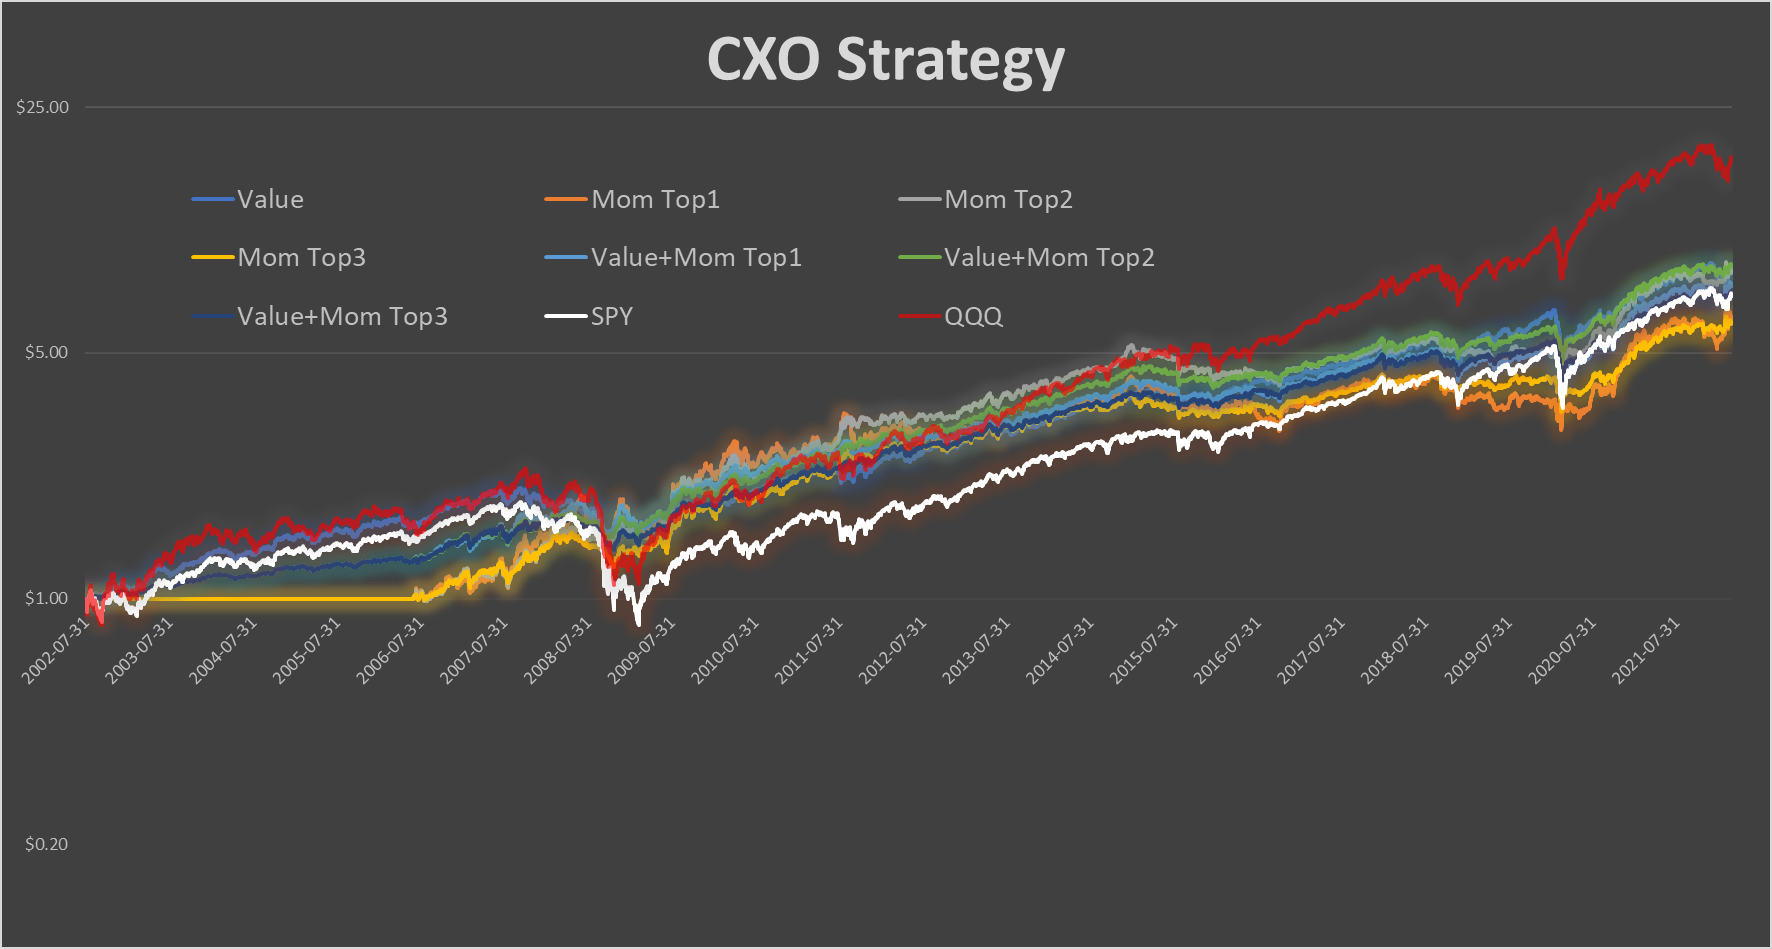 CXO Strategy
$25.00
Value
Mom Top1
Mom Top2
Mom Top3
Value+Mom Top1
Value+Mom Top2
Value+Mom Top3
SPY
QQQ
$5.00
$1.00
2002-07-31
2003-07-31
2004-07-31
2005-07-31
2006-07-31
2007-07-31
2008-07-31
2009-07-31
2010-07-31
2011-07-31
2012-07-31
2013-07-31
2014-07-31
2015-07-31
2016-07-31
2017-07-31
2018-07-31
2019-07-31
2020-07-31
2021-07-31
$0.20